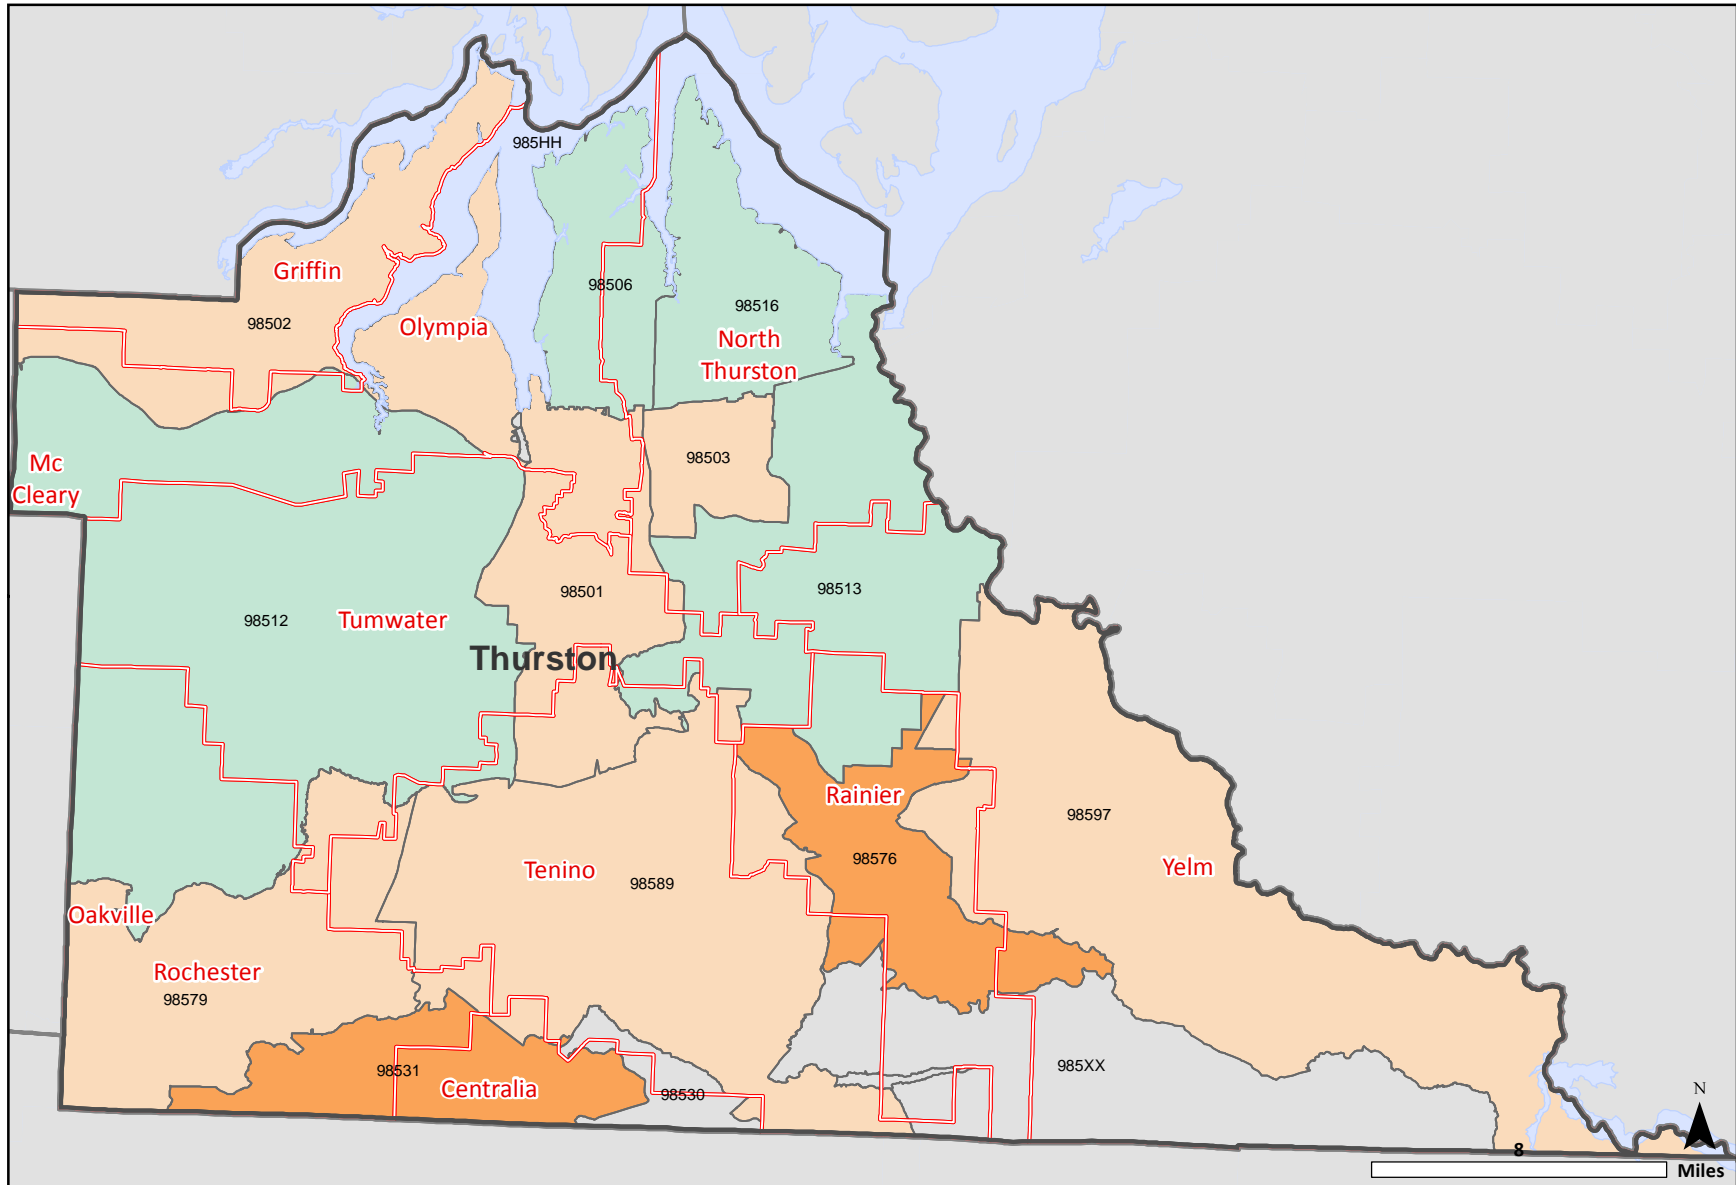 985HH
Griffin
98506
98516
98502
Olympia
North
Thurston
Mc
Cleary
98503
98501
98513
98512
Tumwater
Thurston
Rainier
98597
98576
Yelm
Tenino
98589
Oakville
Rochester
98579
98531
Centralia
98530
985XX
N
8
Miles